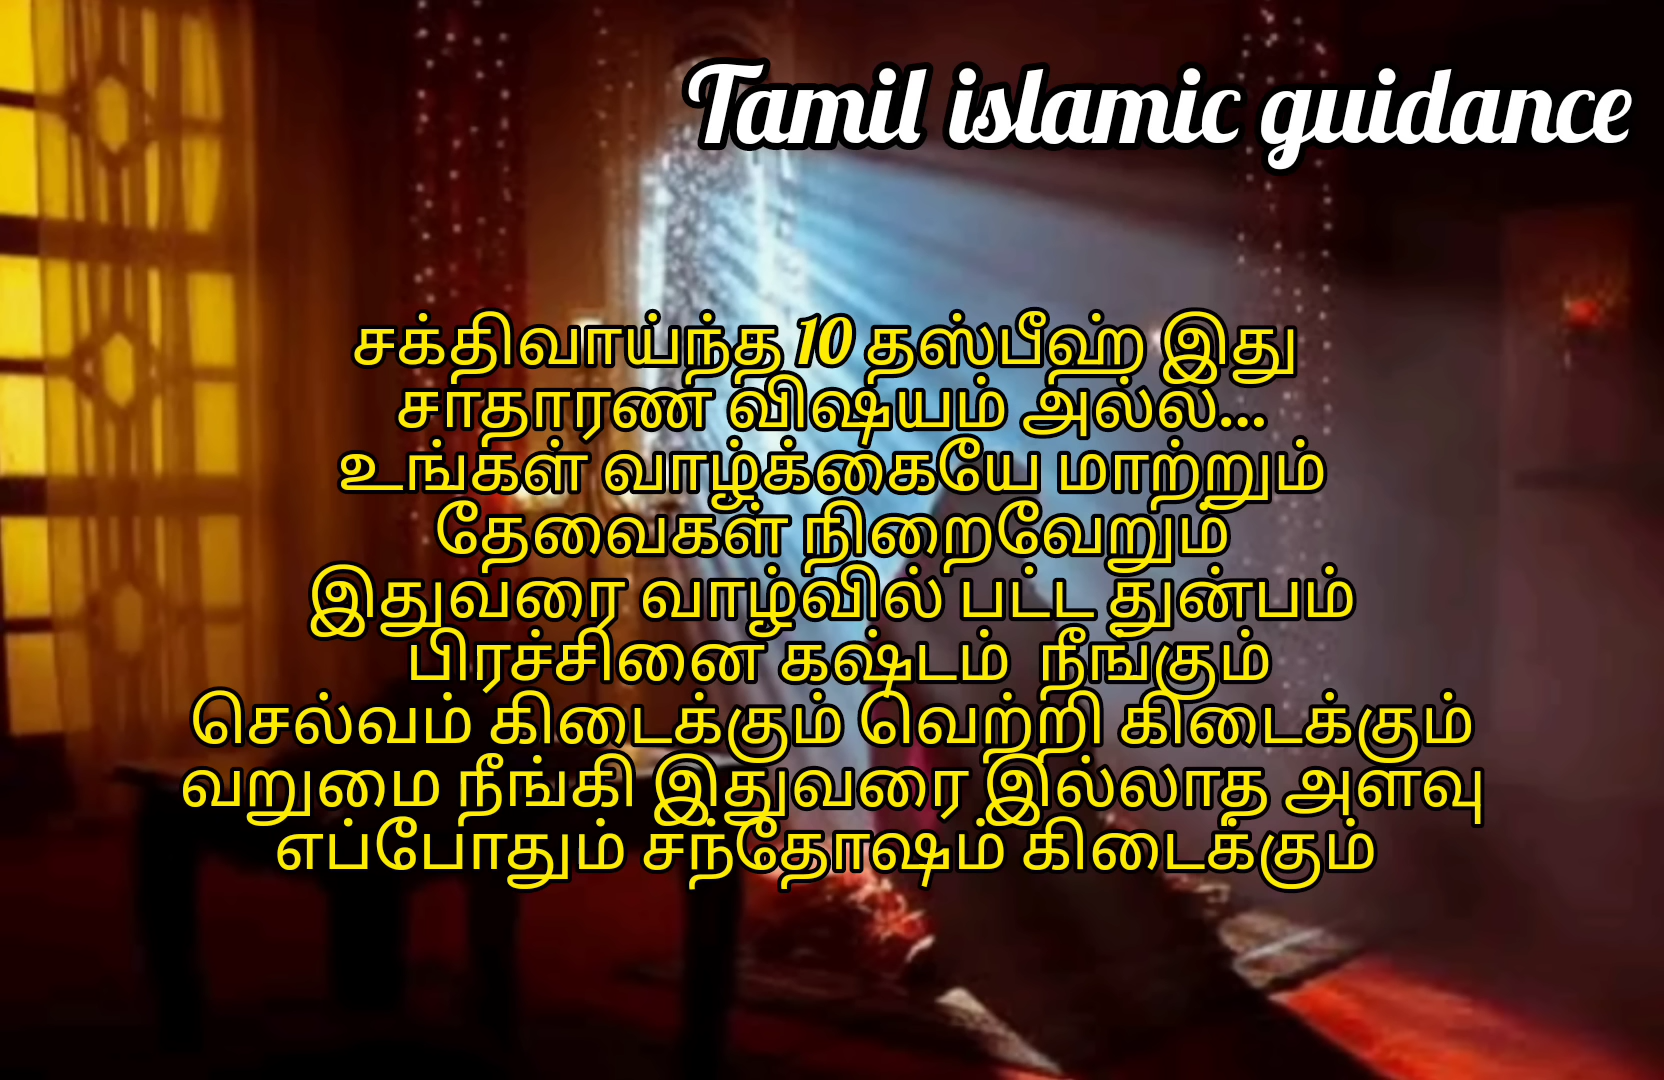 Tamil islamic guidance
சக்திவாய்ந்த 10 தஸ்பீஹ் இது
சாதாரண விஷயம் அல்ல...
உங்கள் வாழ்க்கையே மாற்றும்
தேவைகள் நிறைவேறும்
இதுவரை வாழ்வில் பட்ட துன்பம்
பிரச்சினை கஷ்டம் நீங்கும்
செல்வம் கிடைக்கும் வெற்றி கிடைக்கும்
வறுமை நீங்கி இதுவரை இல்லாத அளவு
எப்போதும் சந்தோஷம் கிடைக்கும்